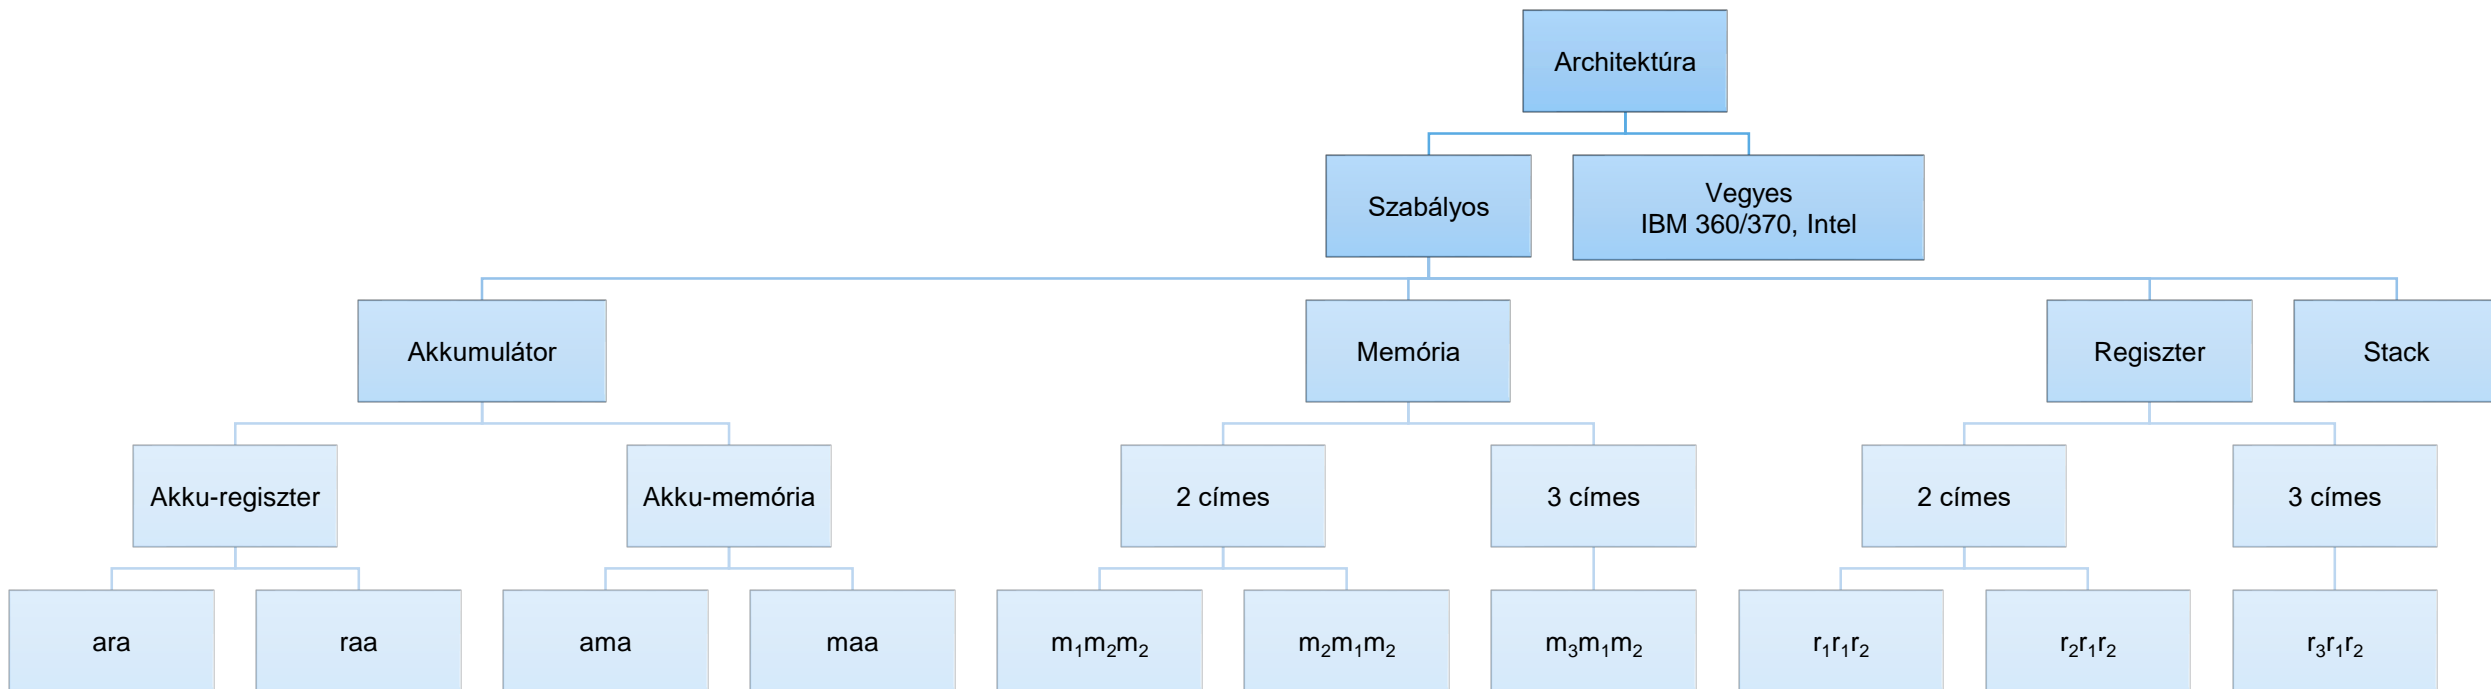 Architektúra
Szabályos
Vegyes
IBM 360/370, Intel
Akkumulátor
Memória
Regiszter
Stack
Akku-regiszter
Akku-memória
2 címes
3 címes
2 címes
3 címes
ara
raa
ama
maa
m₁m₂m₂
m₂m₁m₂
m₃m₁m₂
r₁r₁r₂
r₂r₁r₂
r₃r₁r₂